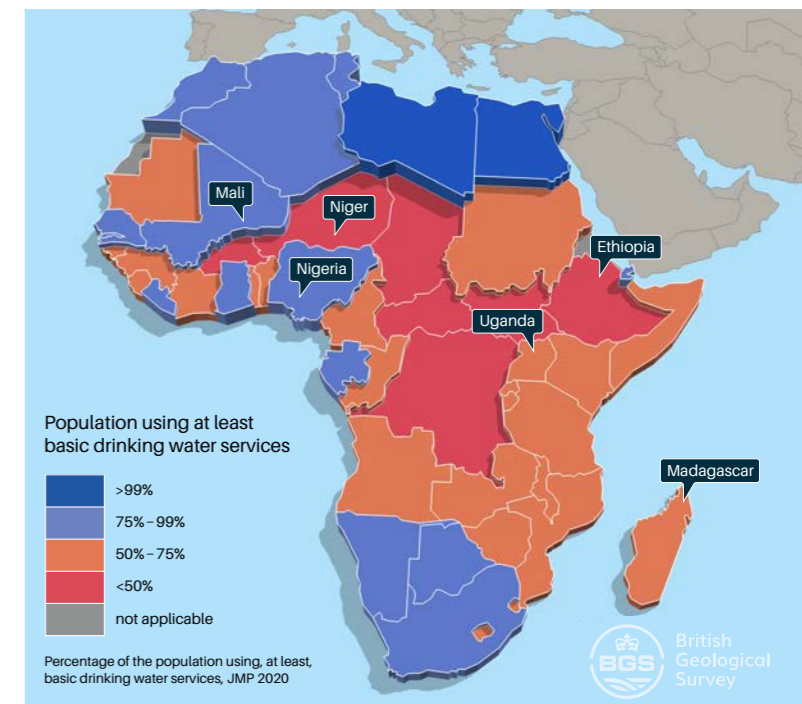 Mali
Niger
Nigeria
Ethiopia
Uganda
Madagascar
Population using at least
basic drinking water services
>99%
75%–99%
50%–75%
<50%
not applicable
Percentage of the population using, at least,
basic drinking water services, JMP 2020
BGS
British
Geological
Survey